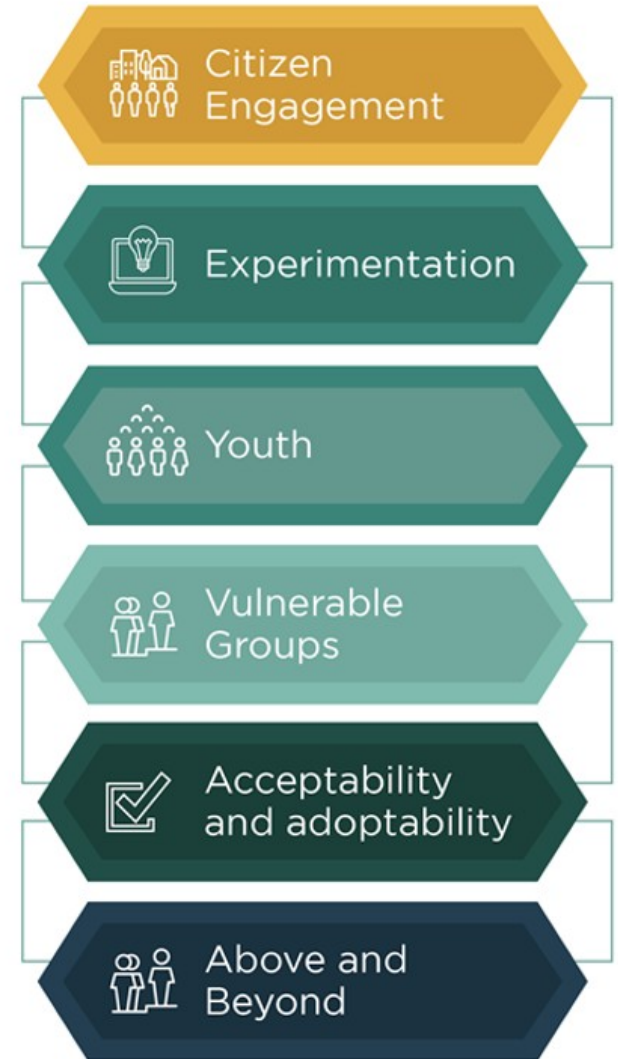 Citizen
Engagement
Experimentation
Youth
Vulnerable
Groups
Acceptability
and adoptability
Above and
Beyond